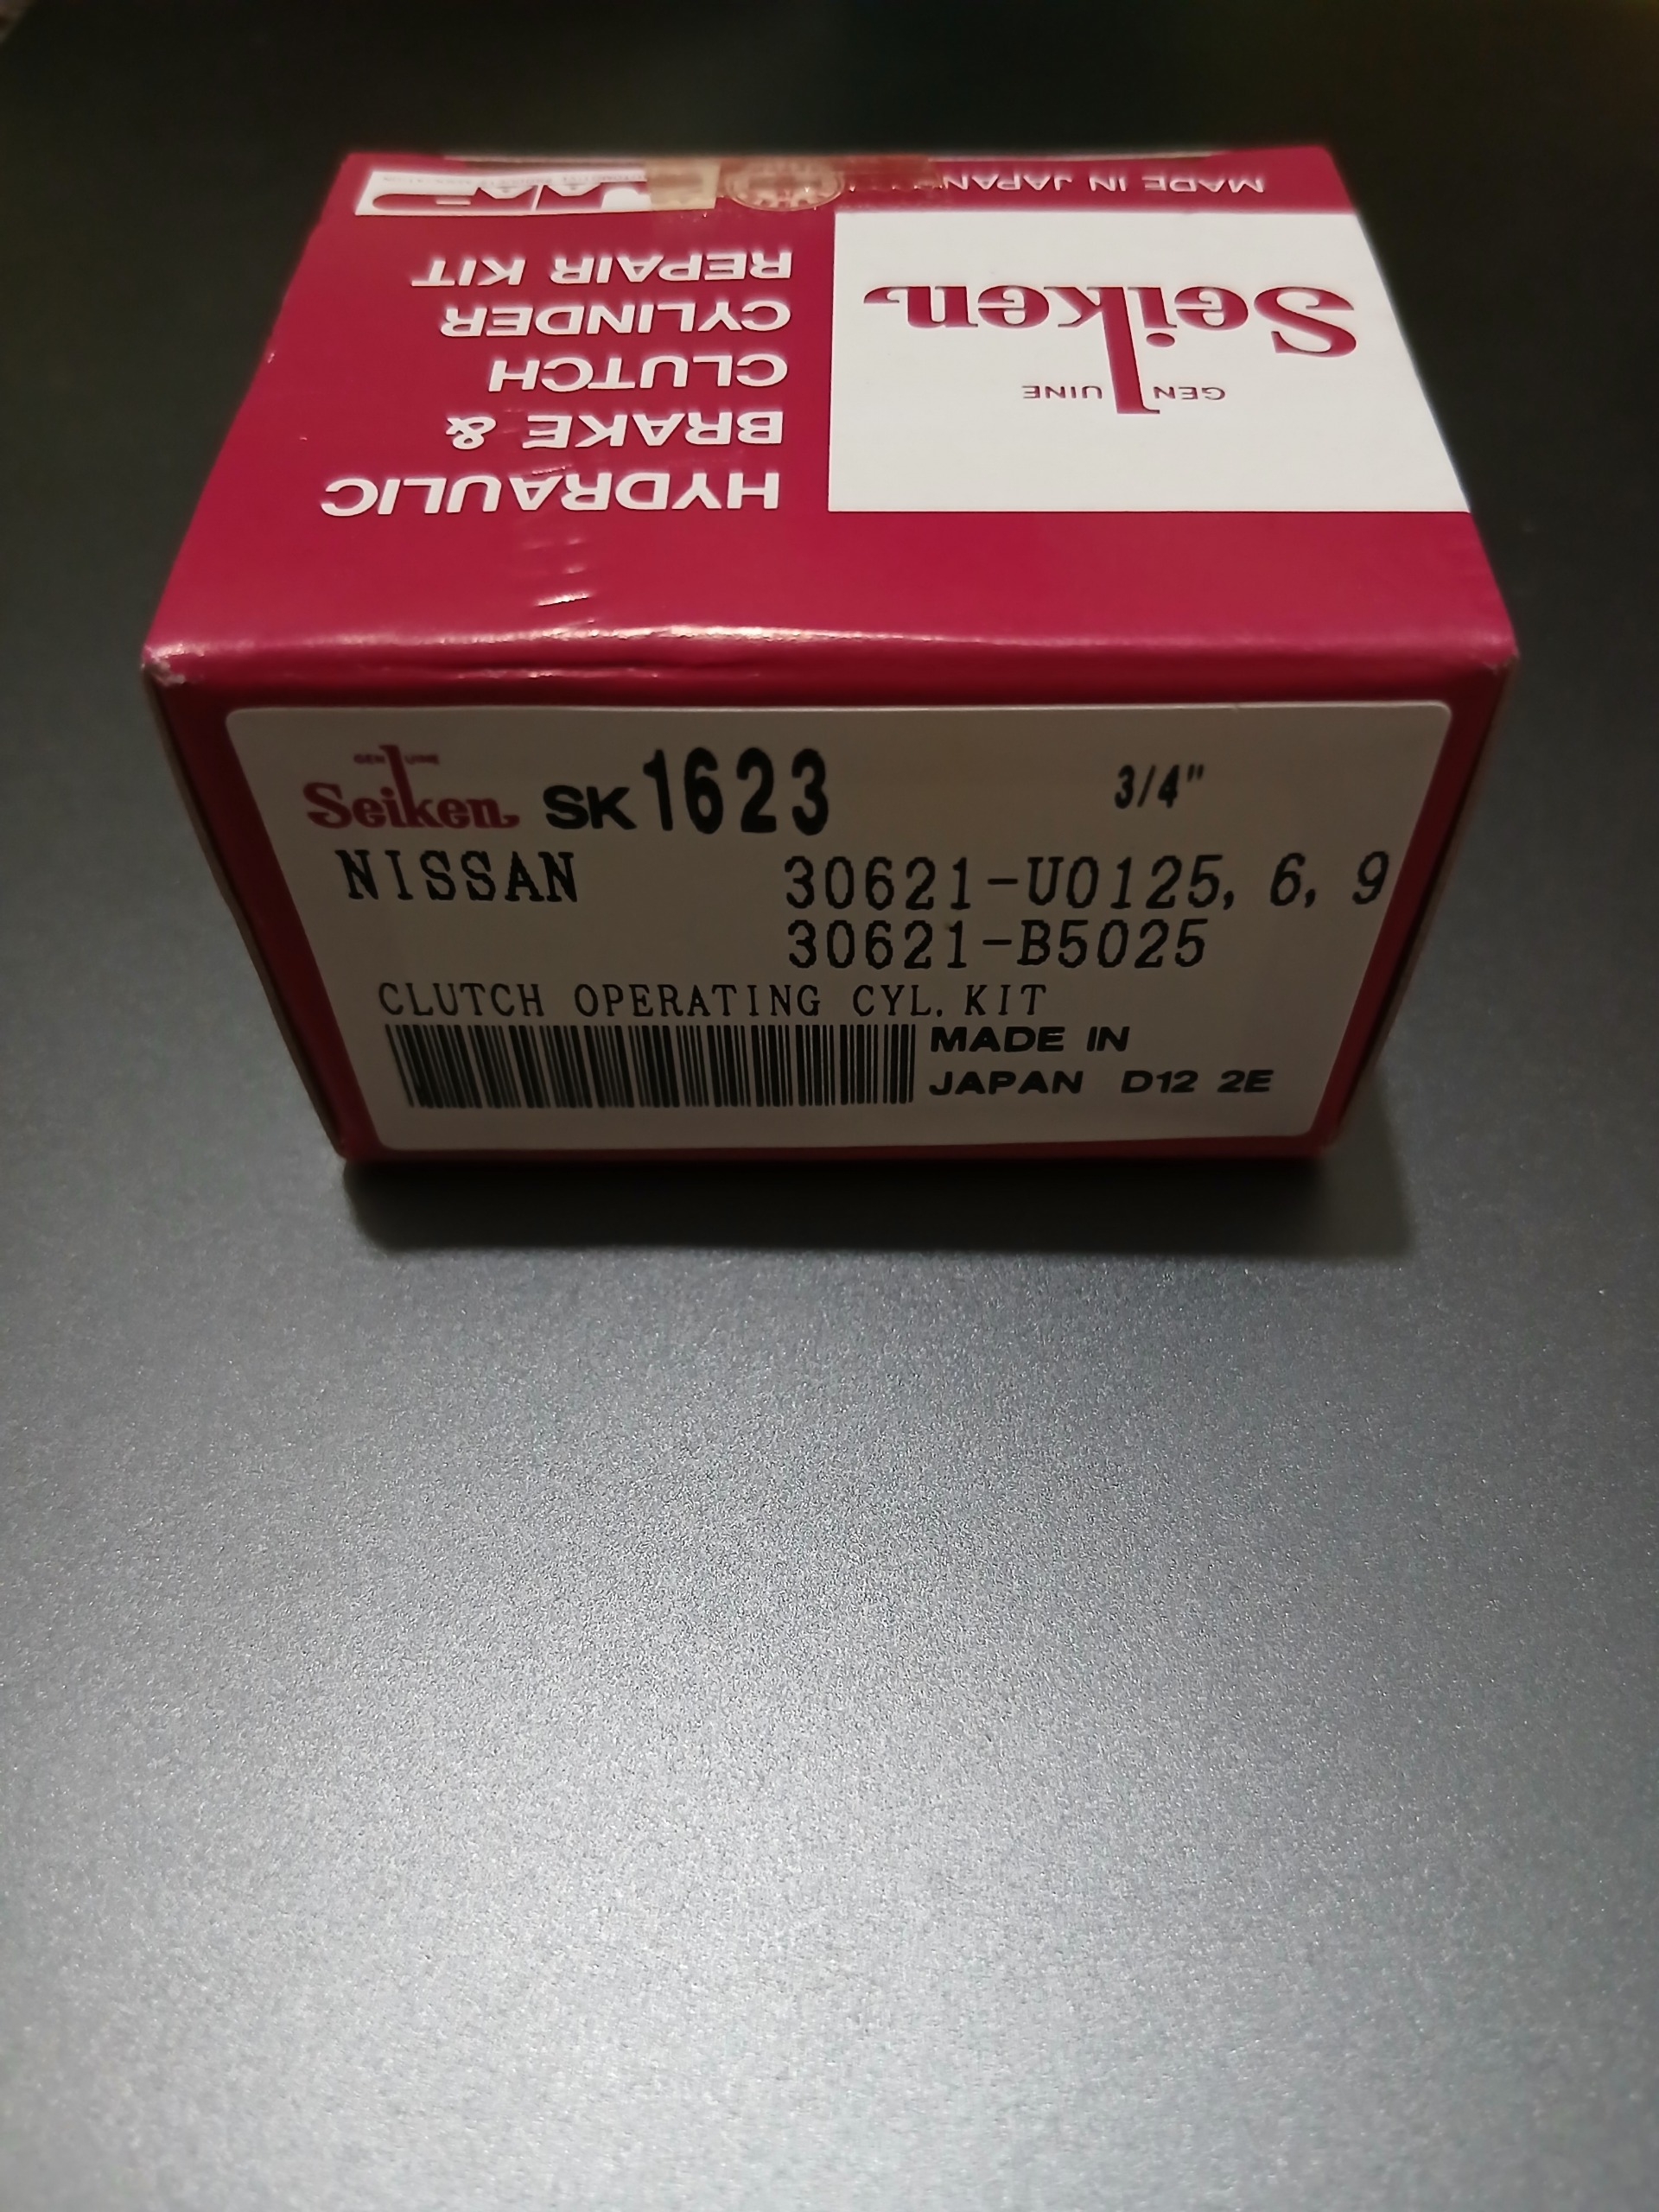 MADE IN JAPAN
GENUINE
Seiken
HYDRAULIC
BRAKE &
CLUTCH
CYLINDER
REPAIR KIT
GENUINE
Seiken SK1623 3/4"
NISSAN 30621-U0125, 6, 9
30621-B5025
CLUTCH OPERATING CYL. KIT
MADE IN
JAPAN D12 2E